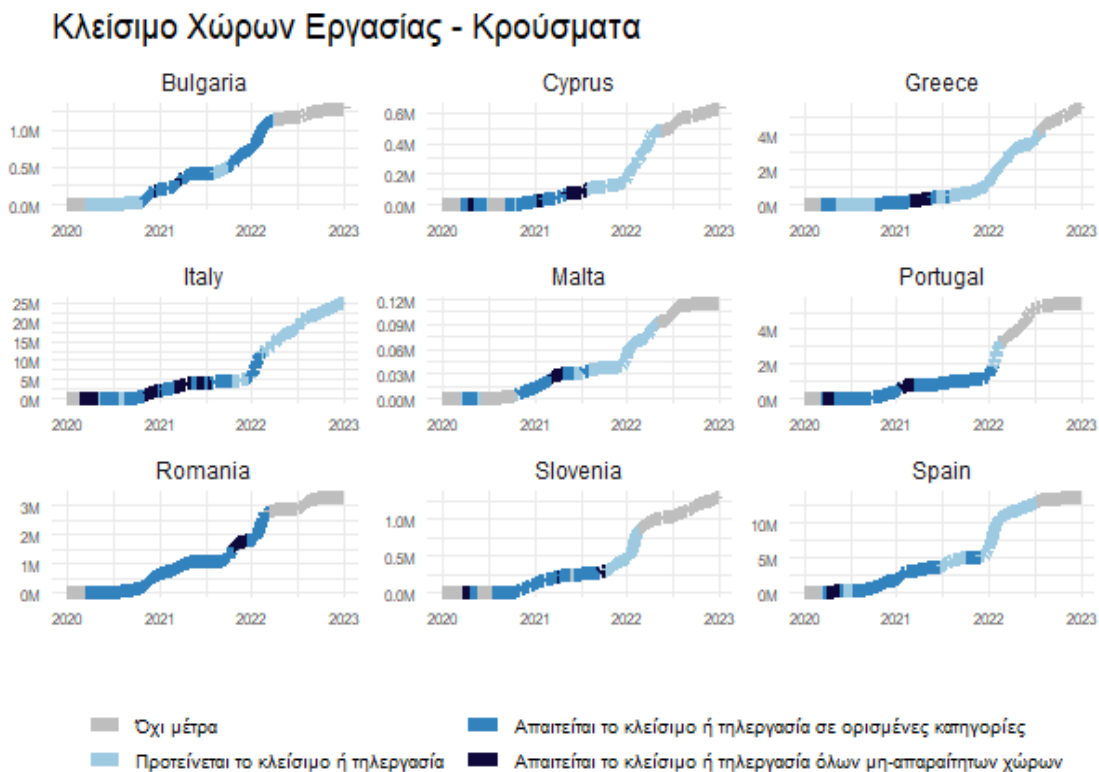 Κλείσιμο Χώρων Εργασίας - Κρούσματα
Bulgaria
1.0M
0.5M
0.0M
2020 2021 2022 2023
Cyprus
0.6M
0.4M
0.2M
0.0M
2020 2021 2022 2023
Greece
4M
2M
0M
2020 2021 2022 2023
Italy
25M
20M
15M
10M
5M
0M
2020 2021 2022 2023
Malta
0.12M
0.09M
0.06M
0.03M
0.00M
2020 2021 2022 2023
Portugal
4M
2M
0M
2020 2021 2022 2023
Romania
3M
2M
1M
0M
2020 2021 2022 2023
Slovenia
1.0M
0.5M
0.0M
2020 2021 2022 2023
Spain
10M
5M
0M
2020 2021 2022 2023
Όχι μέτρα
Προτείνεται το κλείσιμο ή τηλεργασία
Απαιτείται το κλείσιμο ή τηλεργασία σε ορισμένες κατηγορίες
Απαιτείται το κλείσιμο ή τηλεργασία όλων μη-απαραίτητων χώρων